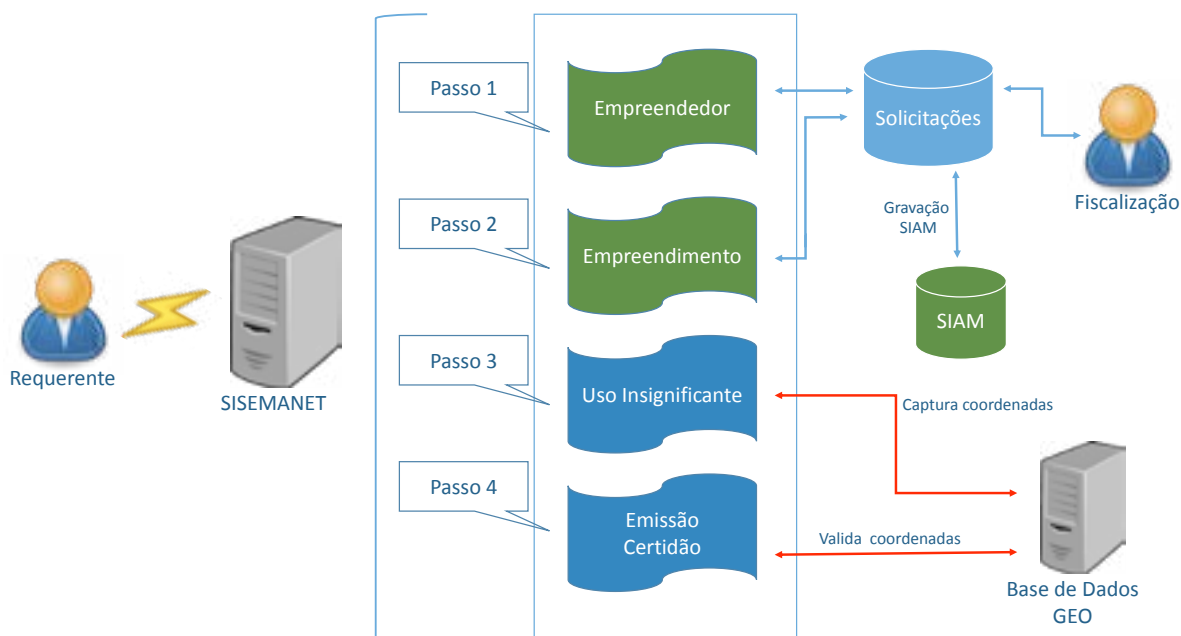 Passo 1
Empreendedor
Solicitações
Fiscalização
Passo 2
Empreendimento
Gravação
SIAM
SIAM
Requerente
SISEMANET
Passo 3
Uso Insignificante
Captura coordenadas
Passo 4
Emissão
Certidão
Valida coordenadas
Base de Dados
GEO